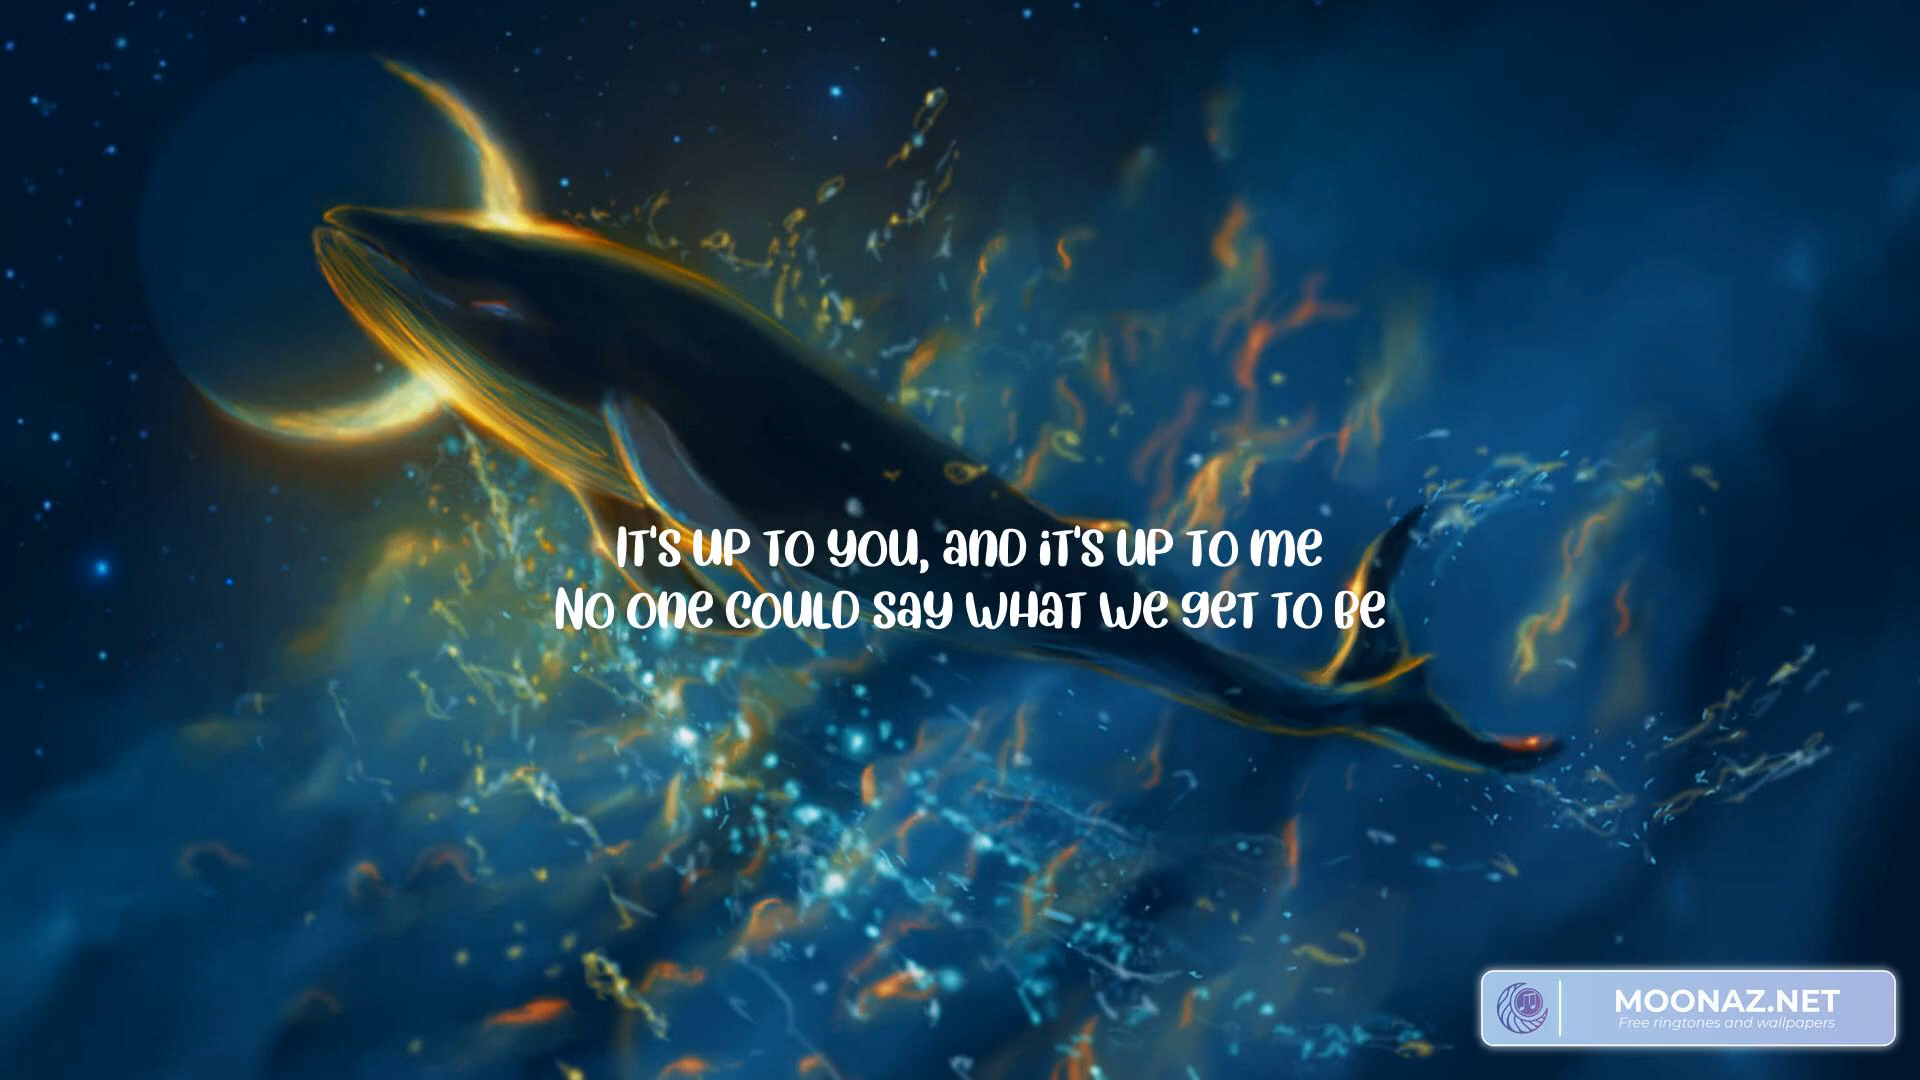 It's up to you, and it's up to me
No one could say what we get to be
MOONAZ.NET
Free ringtones and wallpapers